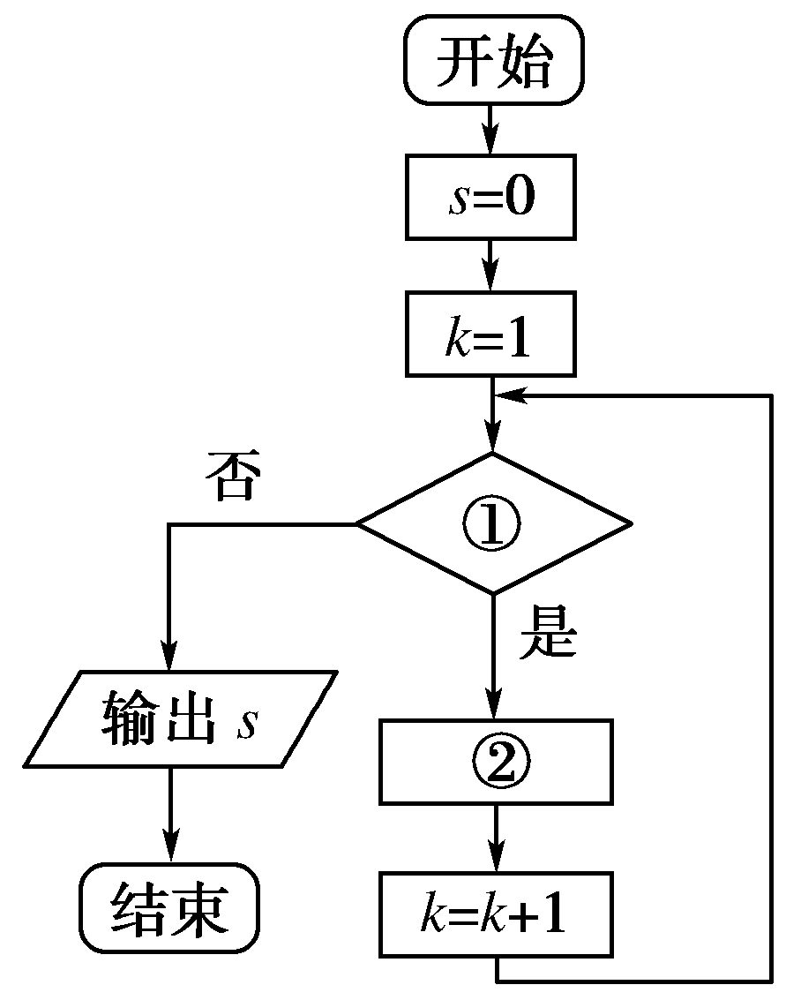 开始
s=0
k=1
否
①
是
输出 s
②
结束
k=k+1